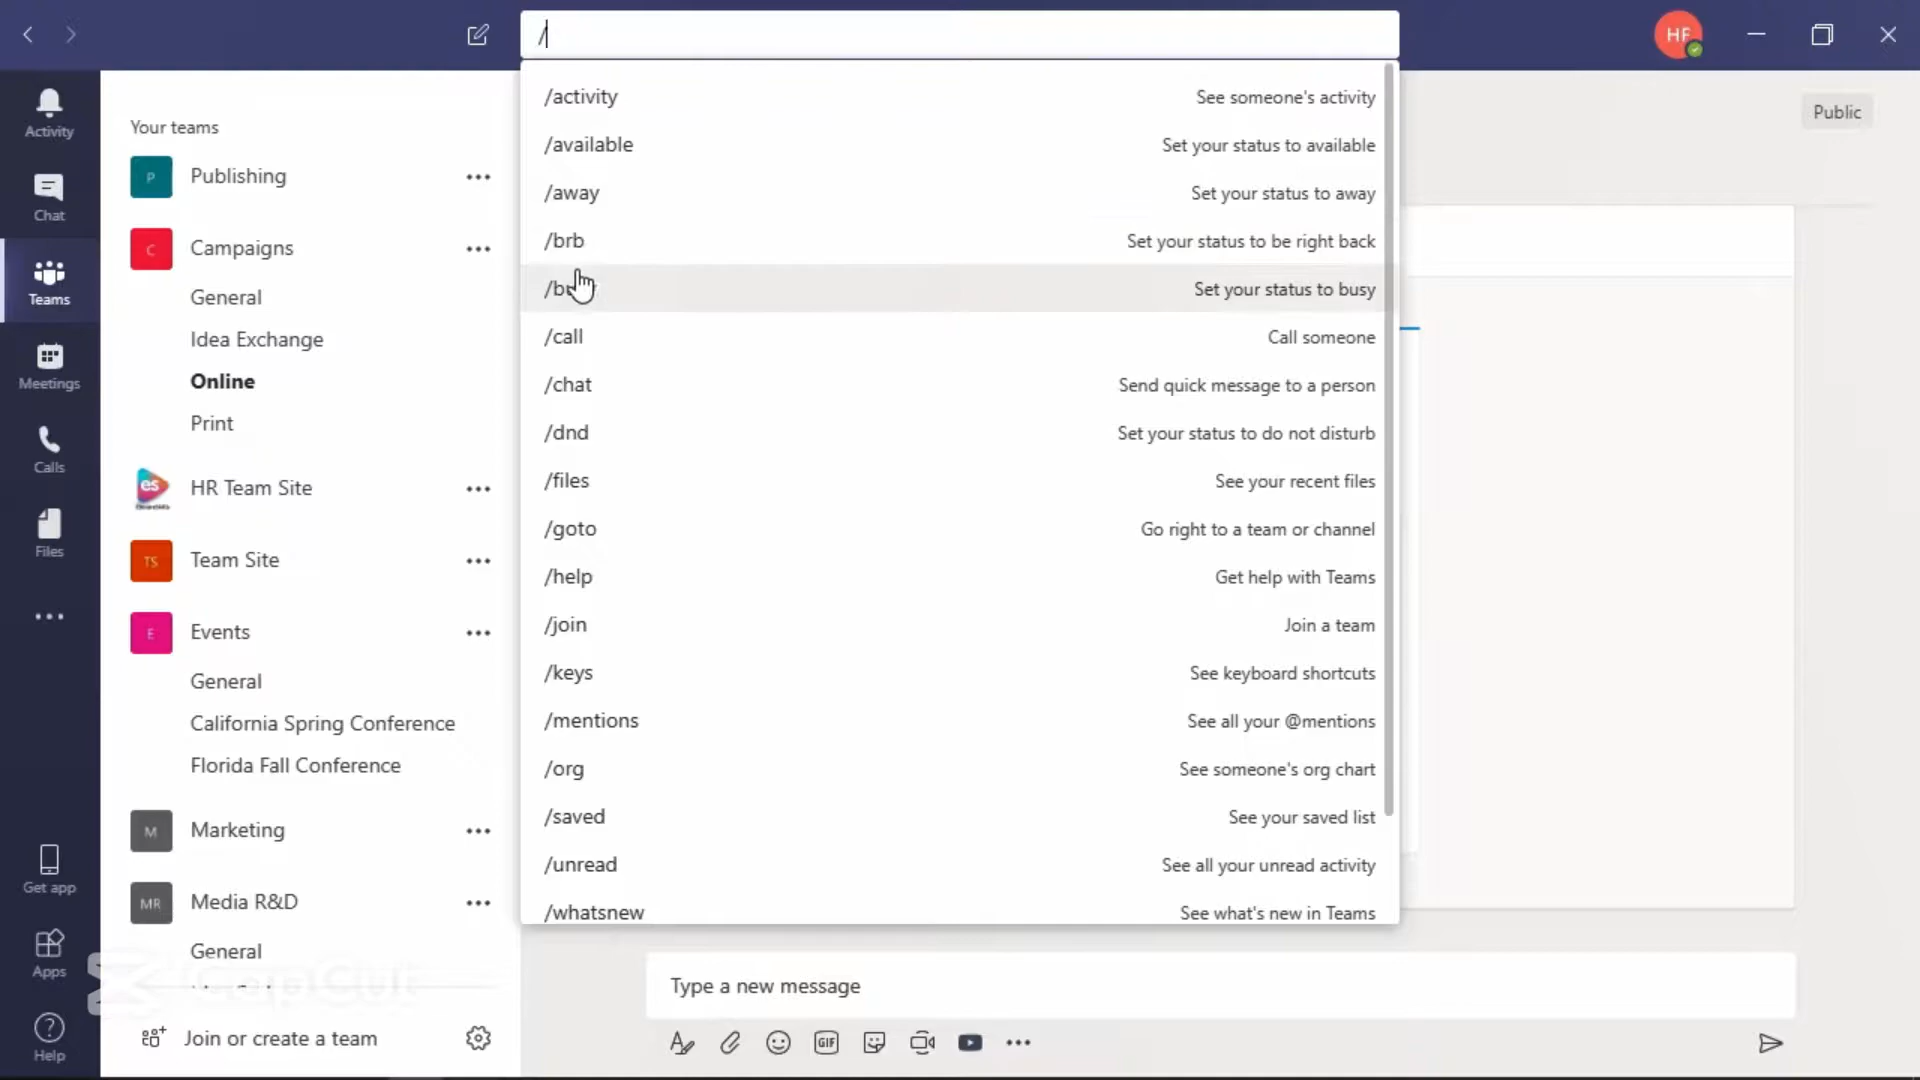 /
HF
Activity
Chat
Teams
Meetings
Calls
Files
Get app
Apps
Help
Your teams
P Publishing
C Campaigns
General
Idea Exchange
Online
Print
es HR Team Site
TS Team Site
E Events
General
California Spring Conference
Florida Fall Conference
M Marketing
MR Media R&D
General
CapCut
Join or create a team
/activity See someone's activity
/available Set your status to available
/away Set your status to away
/brb Set your status to be right back
Set your status to busy
/call Call someone
/chat Send quick message to a person
/dnd Set your status to do not disturb
/files See your recent files
/goto Go right to a team or channel
/help Get help with Teams
/join Join a team
/keys See keyboard shortcuts
/mentions See all your @mentions
/org See someone's org chart
/saved See your saved list
/unread See all your unread activity
/whatsnew See what's new in Teams
Public
Type a new message
GIF